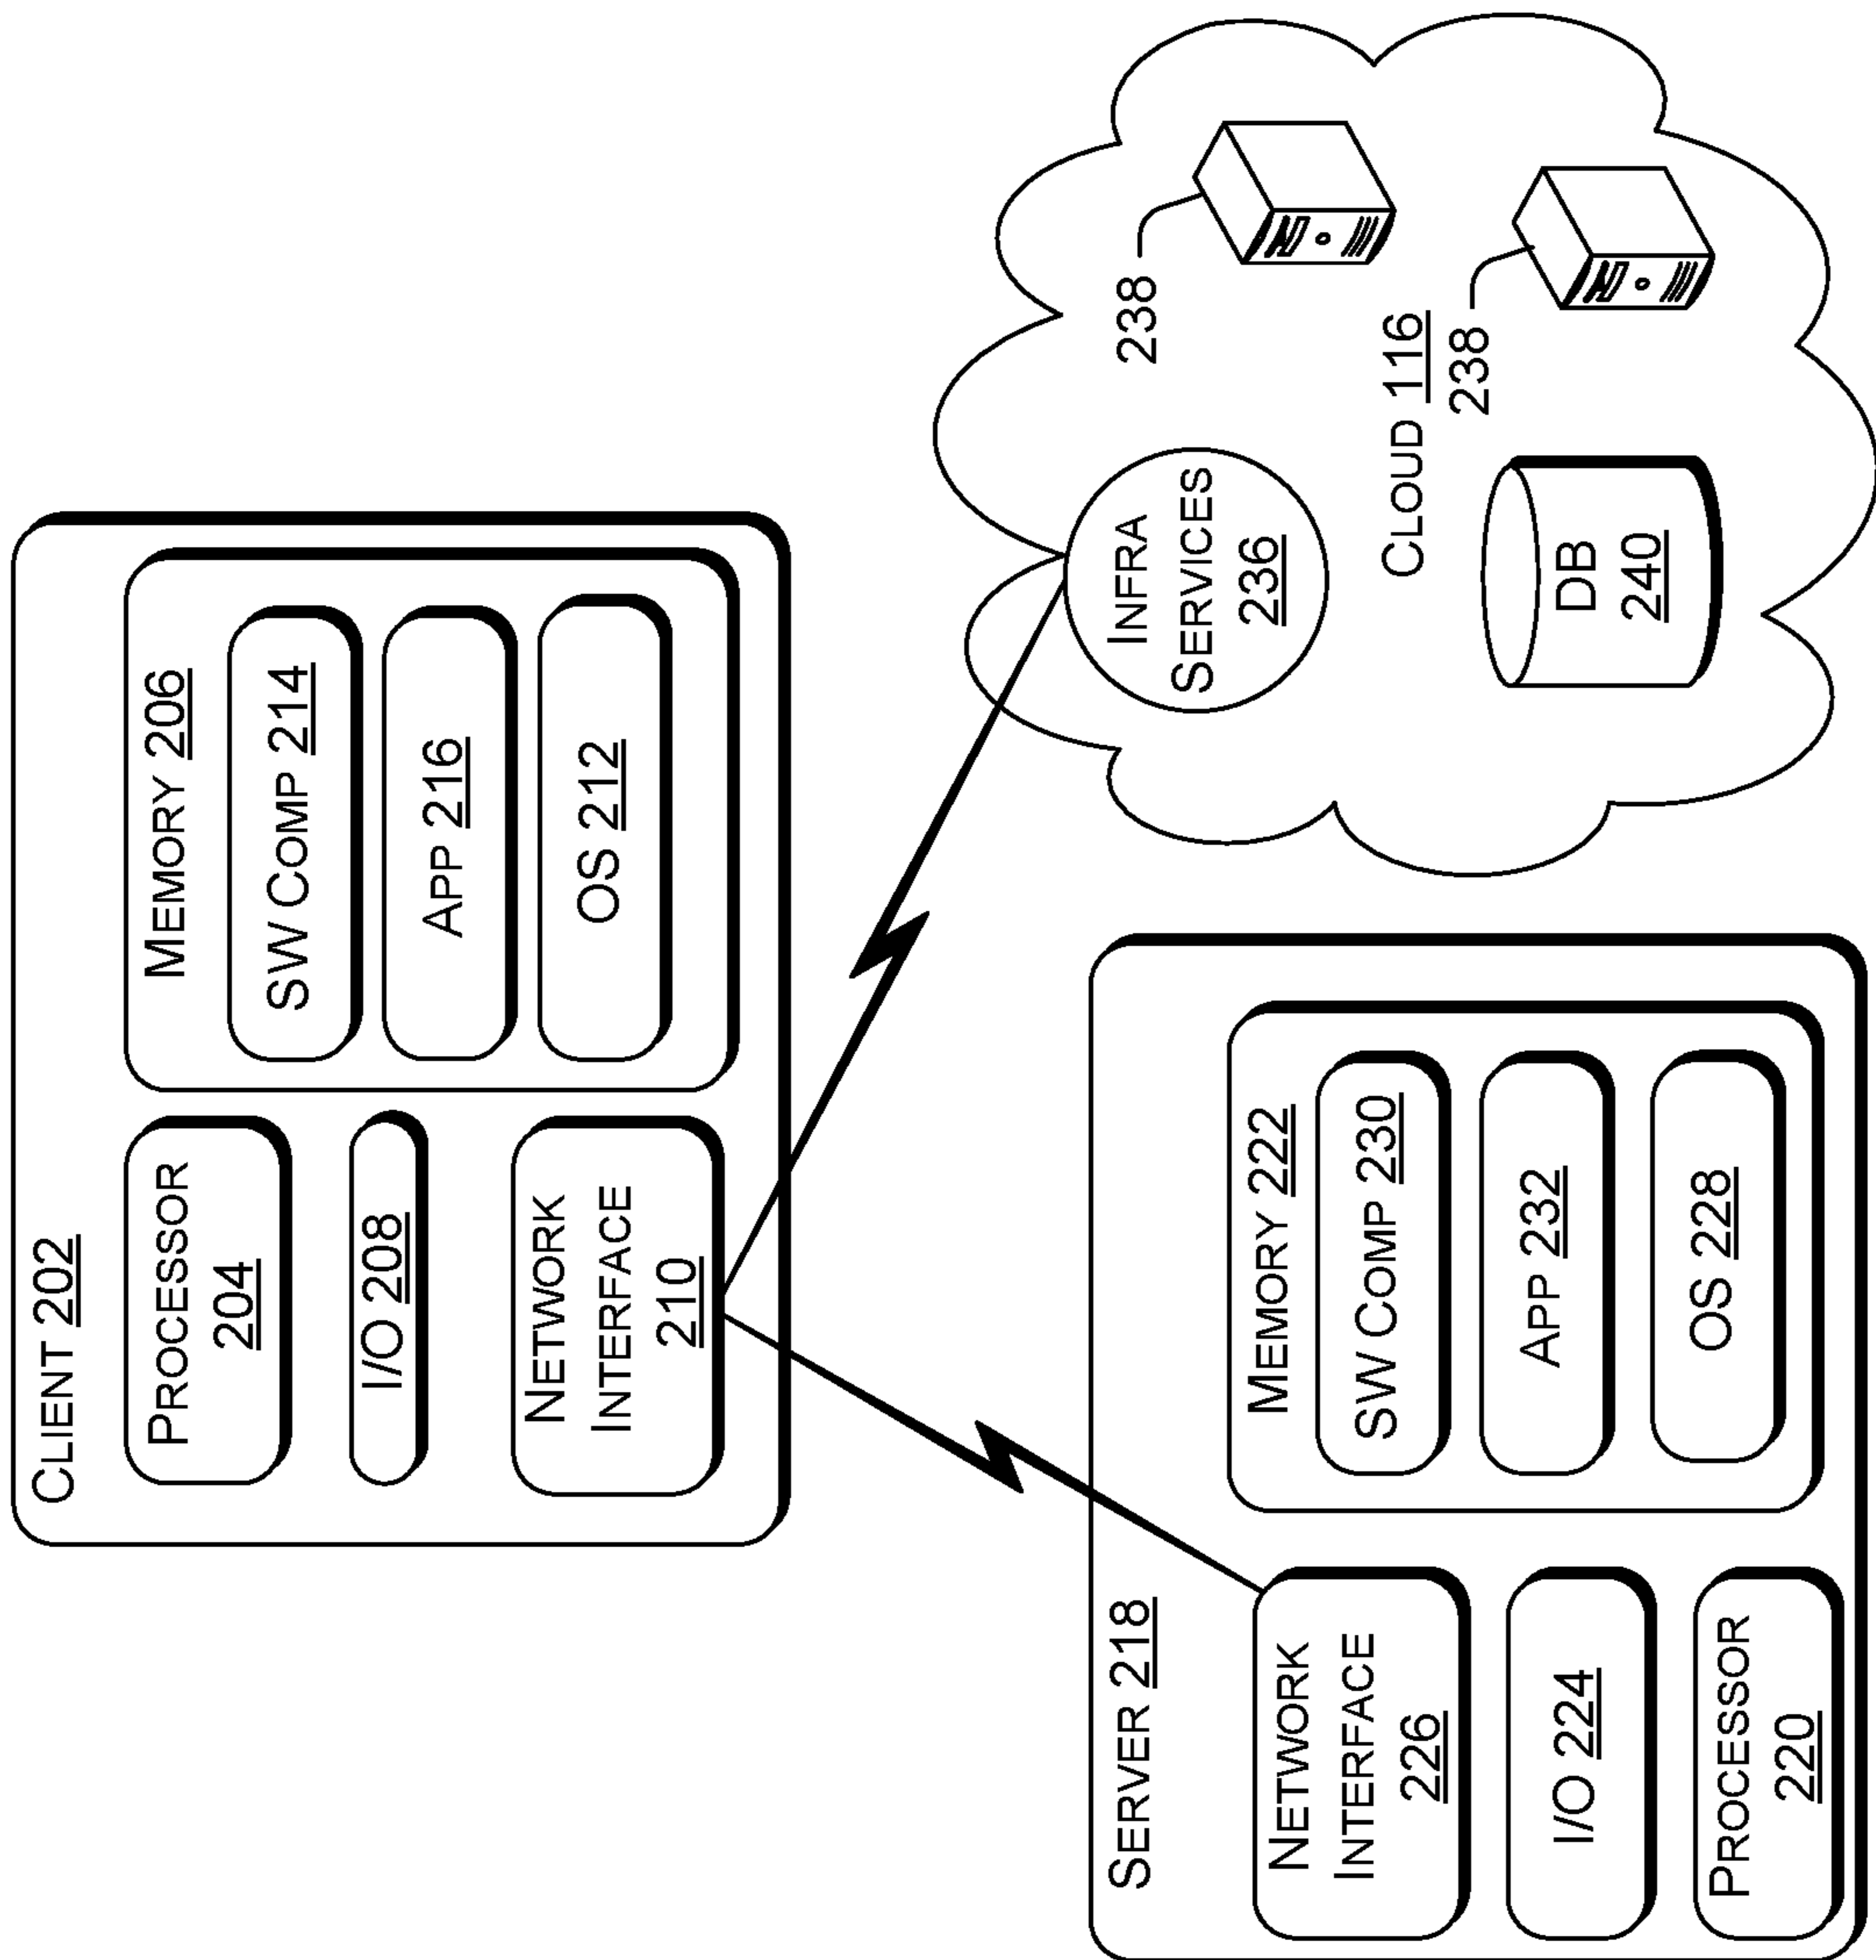 CLIENT 202
PROCESSOR
204
I/O 208
NETWORK
INTERFACE
210
MEMORY 206
SW COMP 214
APP 216
OS 212
SERVER 218
NETWORK
INTERFACE
226
I/O 224
PROCESSOR
220
MEMORY 222
SW COMP 230
APP 232
OS 228
INFRA
SERVICES
236
CLOUD 116
238
238
DB
240